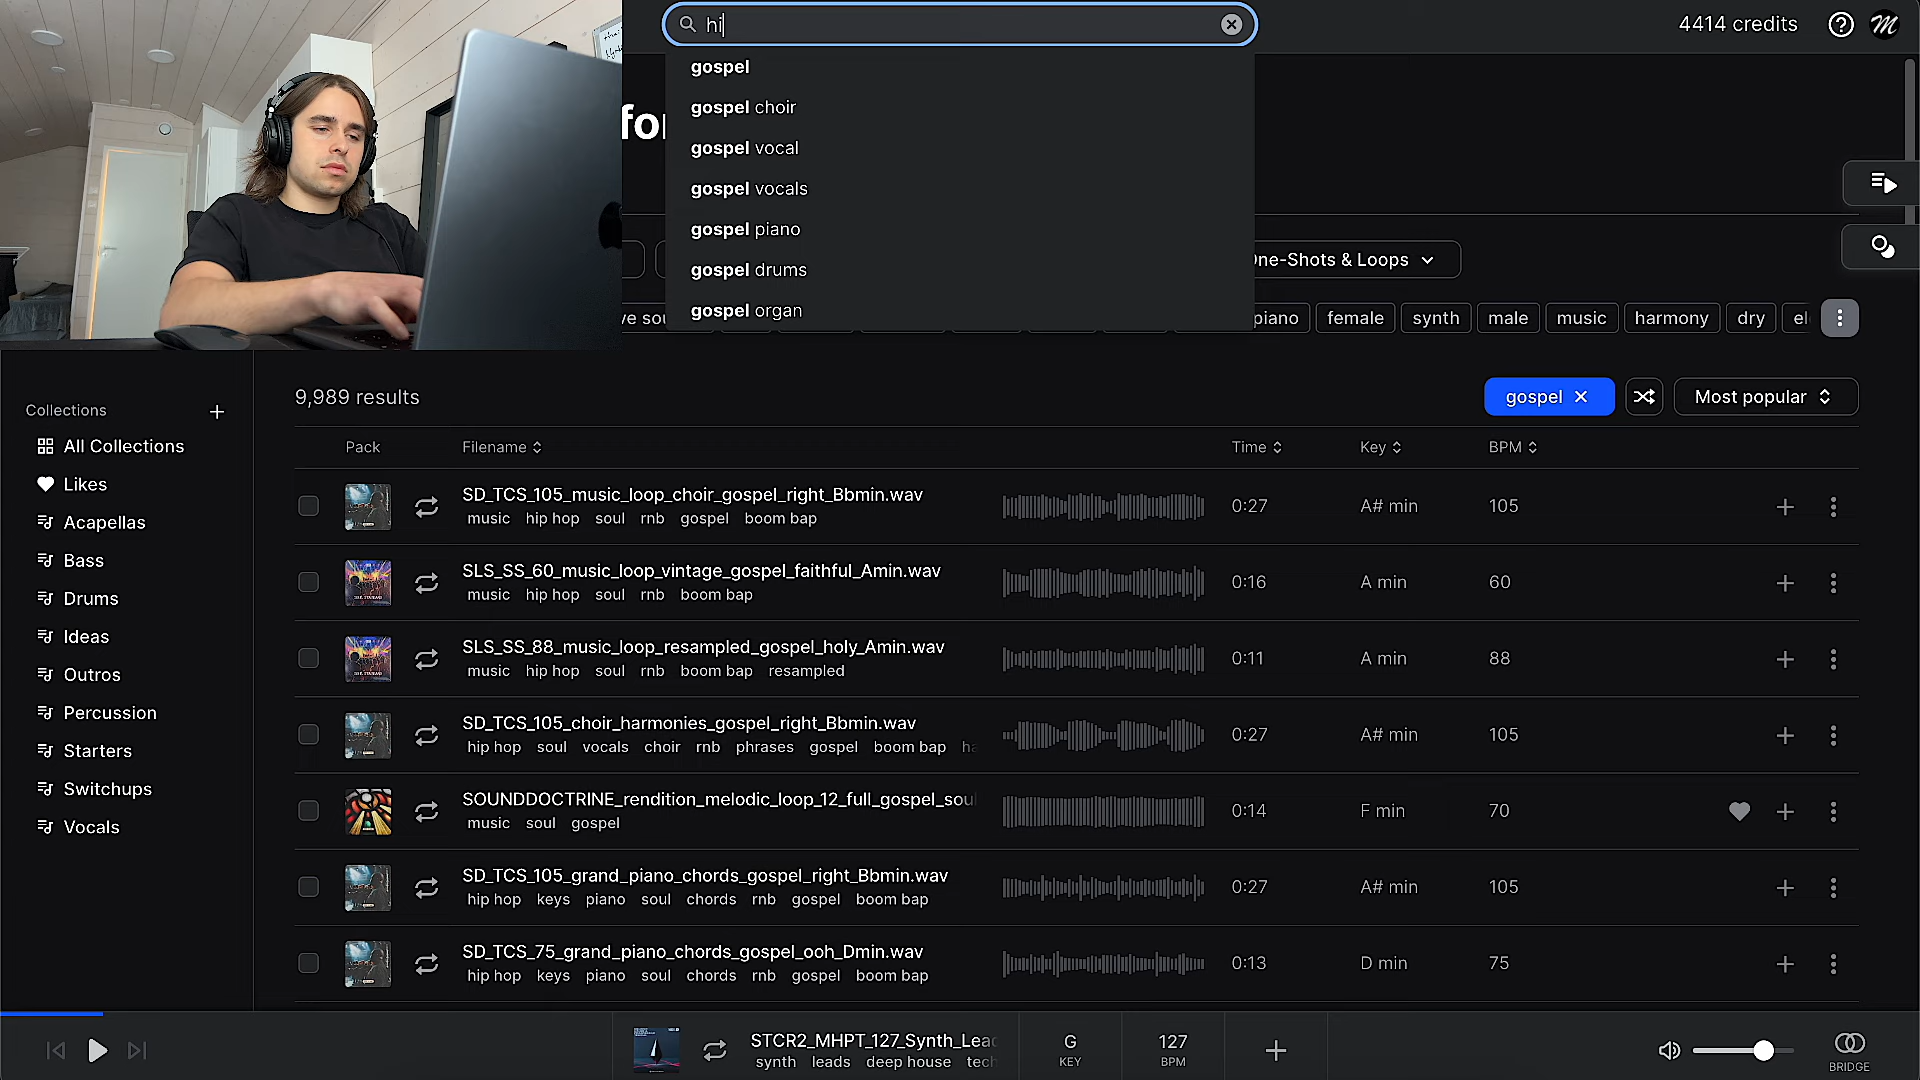 hi
4414 credits
for
gospel
gospel choir
gospel vocal
gospel vocals
gospel piano
gospel drums
gospel organ
One-Shots & Loops
piano
female
synth
male
music
harmony
dry
Collections
All Collections
Likes
Acapellas
Bass
Drums
Ideas
Outros
Percussion
Starters
Switchups
Vocals
9,989 results
gospel
Most popular
Pack Filename Time Key BPM
SD_TCS_105_music_loop_choir_gospel_right_Bbmin.wav 0:27 A# min 105
music hip hop soul rnb gospel boom bap
SLS_SS_60_music_loop_vintage_gospel_faithful_Amin.wav 0:16 A min 60
music hip hop soul rnb boom bap
SLS_SS_88_music_loop_resampled_gospel_holy_Amin.wav 0:11 A min 88
music hip hop soul rnb boom bap resampled
SD_TCS_105_choir_harmonies_gospel_right_Bbmin.wav 0:27 A# min 105
hip hop soul vocals choir rnb phrases gospel boom bap ha
SOUNDDOCTRINE_rendition_melodic_loop_12_full_gospel_soul 0:14 F min 70
music soul gospel
SD_TCS_105_grand_piano_chords_gospel_right_Bbmin.wav 0:27 A# min 105
hip hop keys piano soul chords rnb gospel boom bap
SD_TCS_75_grand_piano_chords_gospel_ooh_Dmin.wav 0:13 D min 75
hip hop keys piano soul chords rnb gospel boom bap
STCR2_MHPT_127_Synth_Lead
synth leads deep house tech
G
KEY
127
BPM
BRIDGE